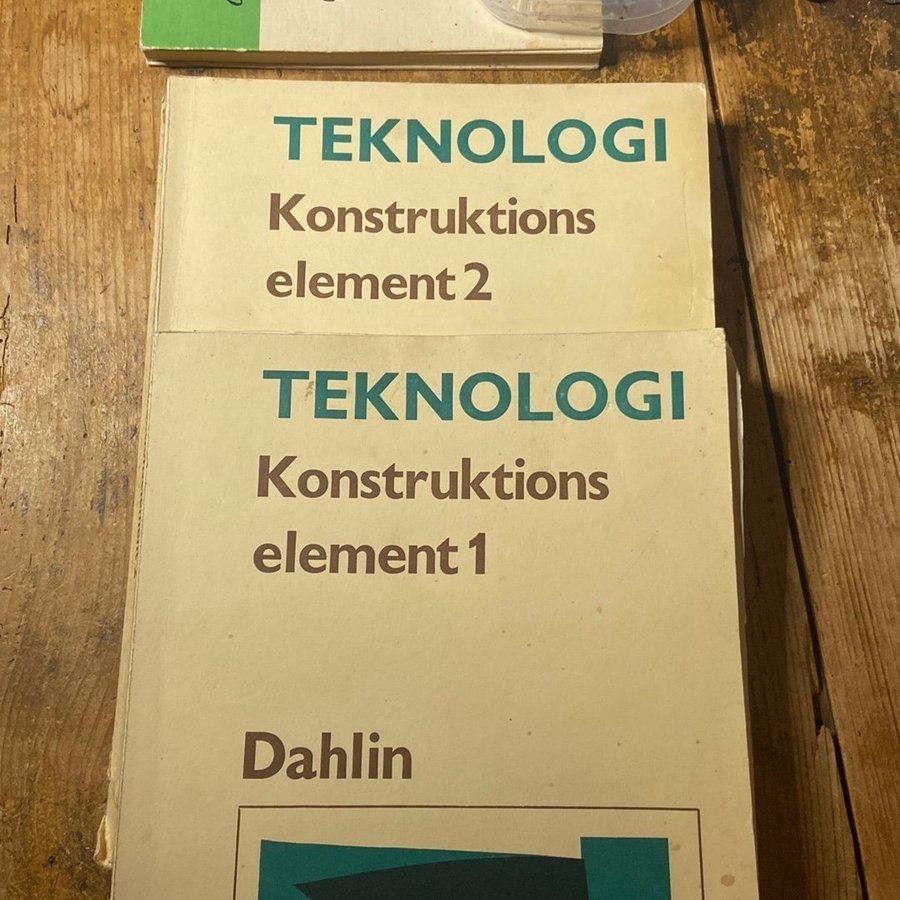 TEKNOLOGI
Konstruktions
element 2
TEKNOLOGI
Konstruktions
element 1
Dahlin